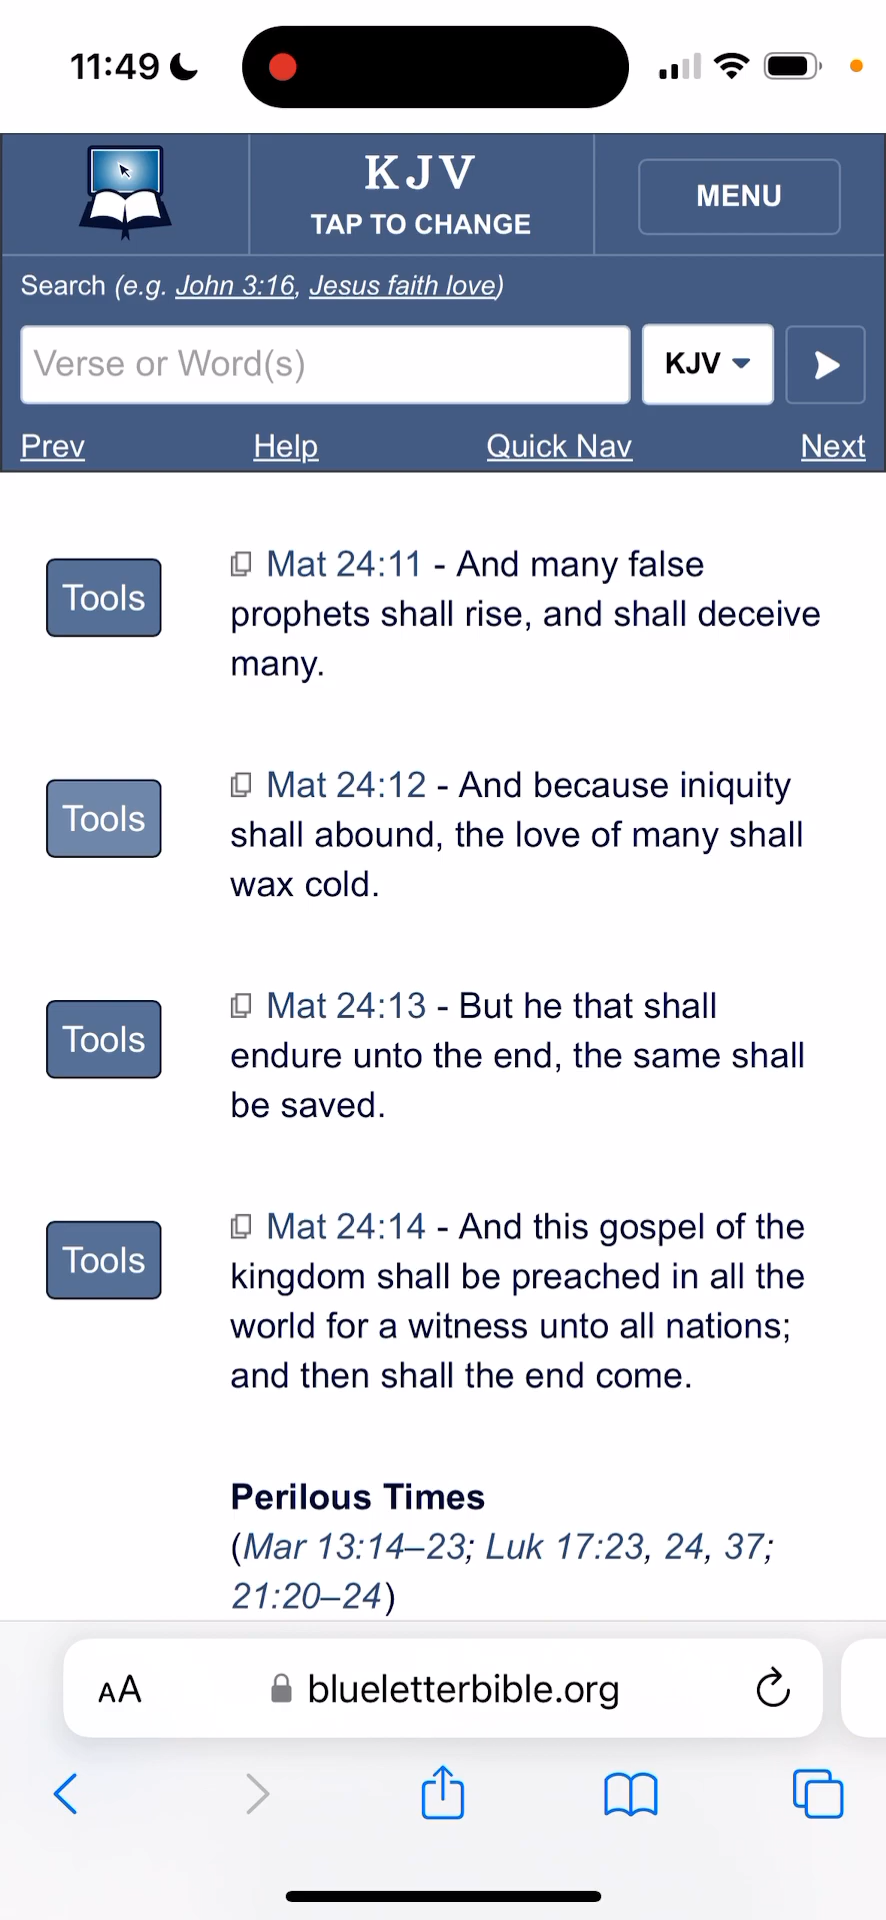 11:49
KJV
TAP TO CHANGE
MENU
Search (e.g. John 3:16, Jesus faith love)
Verse or Word(s)
KJV
Prev Help Quick Nav Next
Tools
Mat 24:11 - And many false
prophets shall rise, and shall deceive
many.
Tools
Mat 24:12 - And because iniquity
shall abound, the love of many shall
wax cold.
Tools
Mat 24:13 - But he that shall
endure unto the end, the same shall
be saved.
Tools
Mat 24:14 - And this gospel of the
kingdom shall be preached in all the
world for a witness unto all nations;
and then shall the end come.
Perilous Times
(Mar 13:14–23; Luk 17:23, 24, 37;
21:20–24)
AA blueletterbible.org